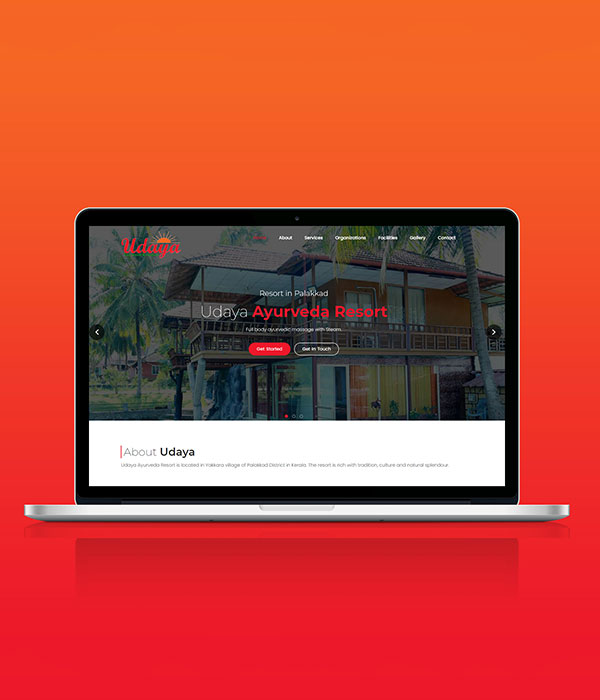 Udaya
Home About Services Organizations Facilities Gallery Contact
Resort in Palakkad
Udaya Ayurveda Resort
Full body ayurvedic massage with Steam.
Get Started Get In Touch
About Udaya
Udaya Ayurveda Resort is located in Yakkara village of Palakkad District in Kerala. The resort is rich with tradition, culture and natural splendour.